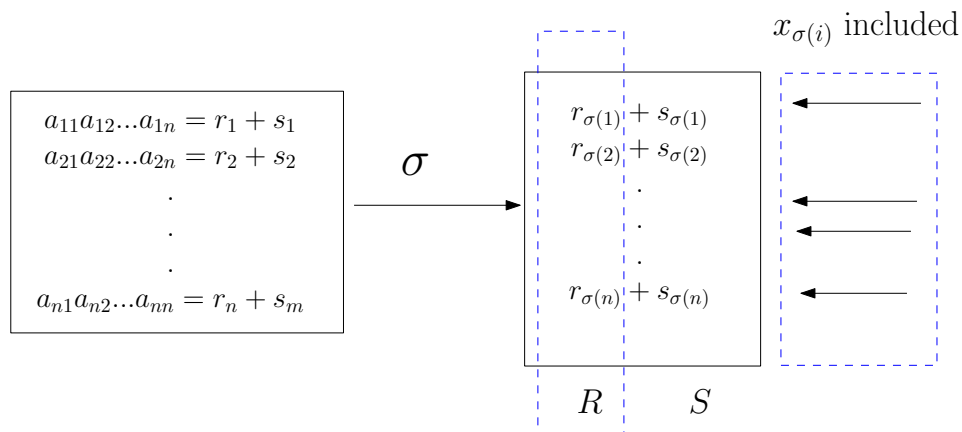 x_{σ(i)} included
a_{11}a_{12}...a_{1n} = r_1 + s_1
a_{21}a_{22}...a_{2n} = r_2 + s_2
.
.
.
a_{n1}a_{n2}...a_{nn} = r_n + s_m
σ
r_{σ(1)} + s_{σ(1)}
r_{σ(2)} + s_{σ(2)}
.
.
.
r_{σ(n)} + s_{σ(n)}
R S